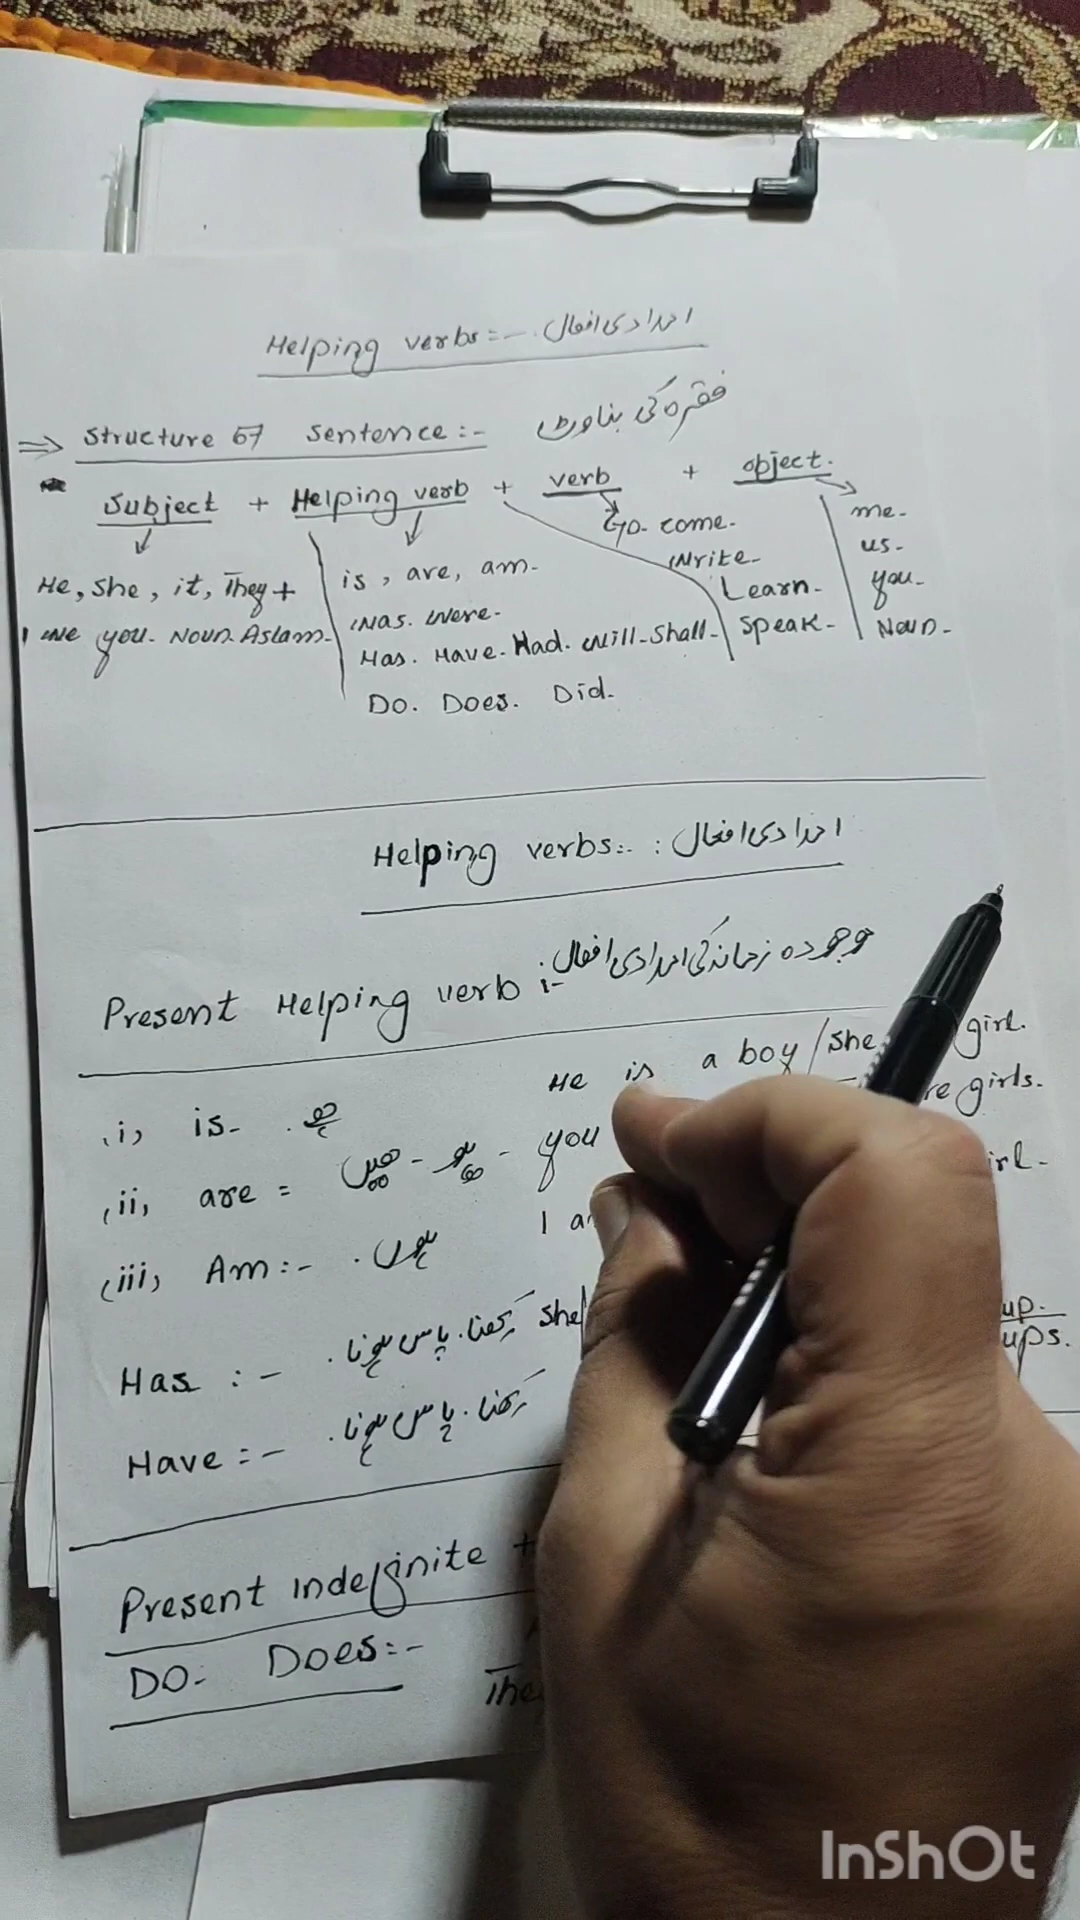 Helping verbs:-. امدادی افعال
⇒ Structure of Sentence:- فقرہ کی بناوٹ
Subject + Helping verb + verb + object.
He, She, it, They + is, are, am. Go. come. me.
I we you. Noun. Aslam. Was. Were. Write. us.
Has. Have. Had. Will. Shall. Learn. you.
Do. Does. Did. Speak. Noun.
Helping verbs:. : امدادی افعال
Present Helping verb :- موجودہ زمانہ کی امدادی افعال
(i) is. ہے. He is a boy / She girl.
(ii) are = ہیں - ہو - you girls.
(iii) Am:- ہوں. I
Has :- رکھنا. پاس ہونا. She
Have:- رکھنا. پاس ہونا. ups.
Present indefinite +
DO. Does:-
InShOt